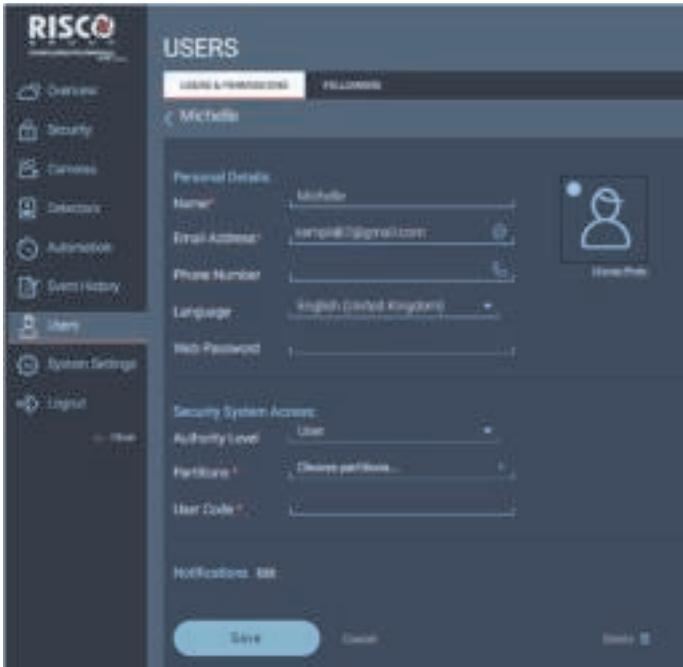 RISCO
USERS
USERS & PERMISSIONS
FOLLOWERS
Michelle
Overview
Security
Cameras
Detectors
Automation
Event History
Users
System Settings
Logout
Personal Details
Name*
Michelle
Email Address*
Phone Number
Language
English (United Kingdom)
Web Password
Security System Access
Authority Level
User
Partitions *
Choose partitions...
User Code *
Notifications
Save
Cancel
Delete